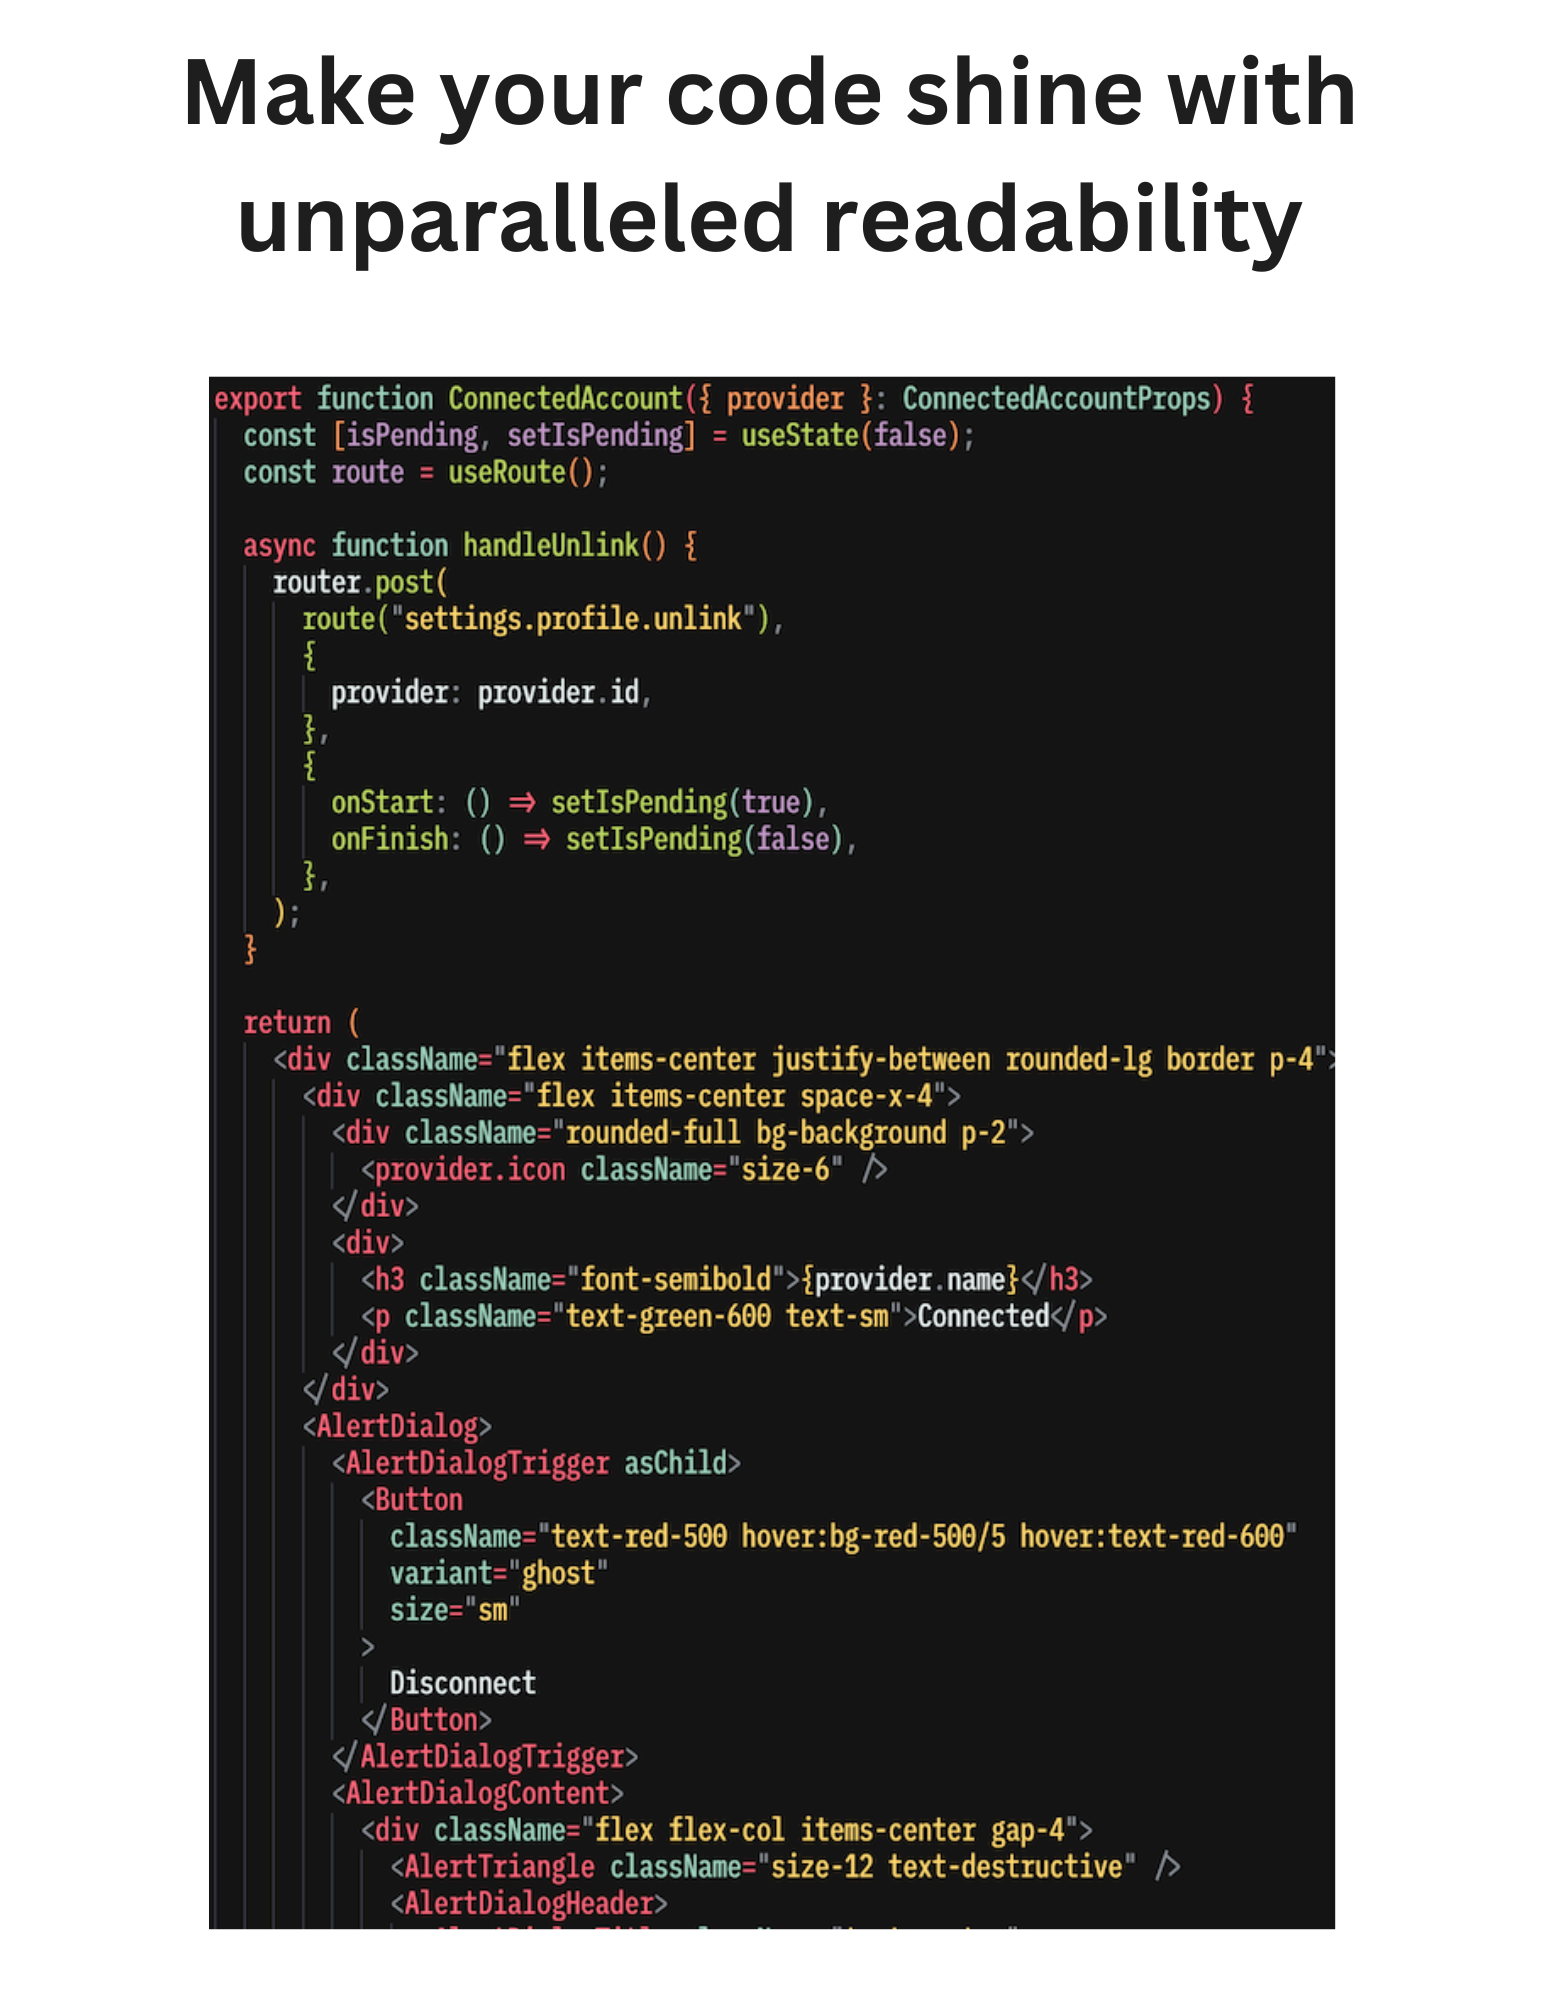 Make your code shine with
unparalleled readability
export function ConnectedAccount({ provider }: ConnectedAccountProps) {
  const [isPending, setIsPending] = useState(false);
  const route = useRoute();

  async function handleUnlink() {
    router.post(
      route("settings.profile.unlink"),
      {
        provider: provider.id,
      },
      {
        onStart: () => setIsPending(true),
        onFinish: () => setIsPending(false),
      },
    );
  }

  return (
    <div className="flex items-center justify-between rounded-lg border p-4">
      <div className="flex items-center space-x-4">
        <div className="rounded-full bg-background p-2">
          <provider.icon className="size-6" />
        </div>
        <div>
          <h3 className="font-semibold">{provider.name}</h3>
          <p className="text-green-600 text-sm">Connected</p>
        </div>
      </div>
      <AlertDialog>
        <AlertDialogTrigger asChild>
          <Button
            className="text-red-500 hover:bg-red-500/5 hover:text-red-600"
            variant="ghost"
            size="sm"
          >
            Disconnect
          </Button>
        </AlertDialogTrigger>
        <AlertDialogContent>
          <div className="flex flex-col items-center gap-4">
            <AlertTriangle className="size-12 text-destructive" />
            <AlertDialogHeader>